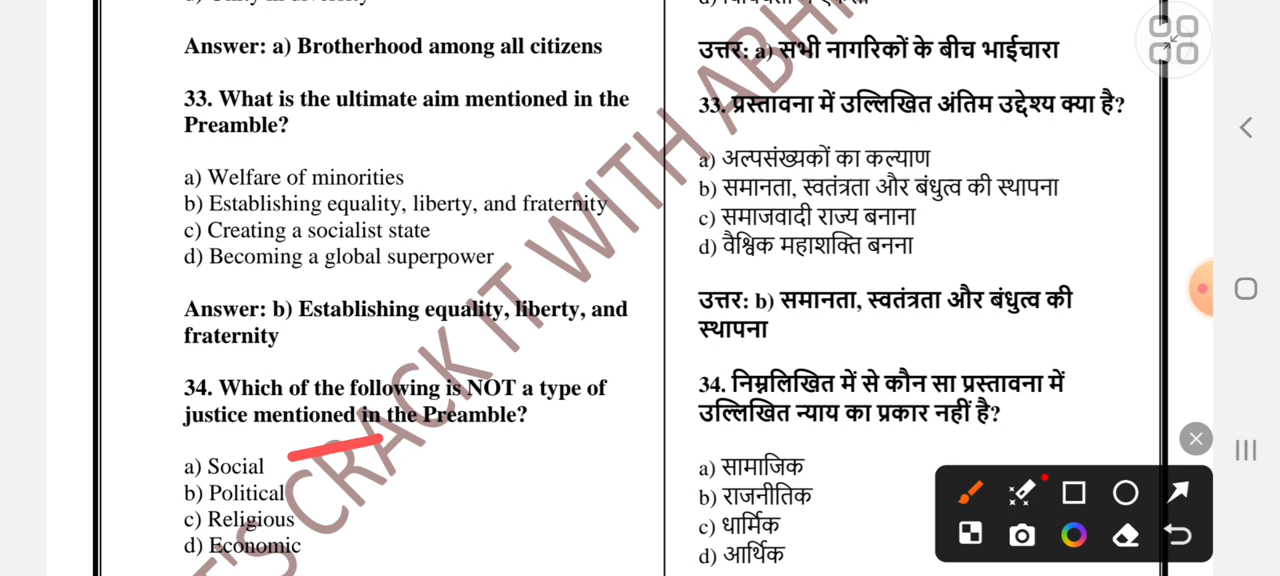 Answer: a) Brotherhood among all citizens
33. What is the ultimate aim mentioned in the
Preamble?
a) Welfare of minorities
b) Establishing equality, liberty, and fraternity
c) Creating a socialist state
d) Becoming a global superpower
Answer: b) Establishing equality, liberty, and
fraternity
34. Which of the following is NOT a type of
justice mentioned in the Preamble?
a) Social
b) Political
c) Religious
d) Economic
उत्तर: a) सभी नागरिकों के बीच भाईचारा
33. प्रस्तावना में उल्लिखित अंतिम उद्देश्य क्या है?
a) अल्पसंख्यकों का कल्याण
b) समानता, स्वतंत्रता और बंधुत्व की स्थापना
c) समाजवादी राज्य बनाना
d) वैश्विक महाशक्ति बनना
उत्तर: b) समानता, स्वतंत्रता और बंधुत्व की
स्थापना
34. निम्नलिखित में से कौन सा प्रस्तावना में
उल्लिखित न्याय का प्रकार नहीं है?
a) सामाजिक
b) राजनीतिक
c) धार्मिक
d) आर्थिक
CRACK IT WITH